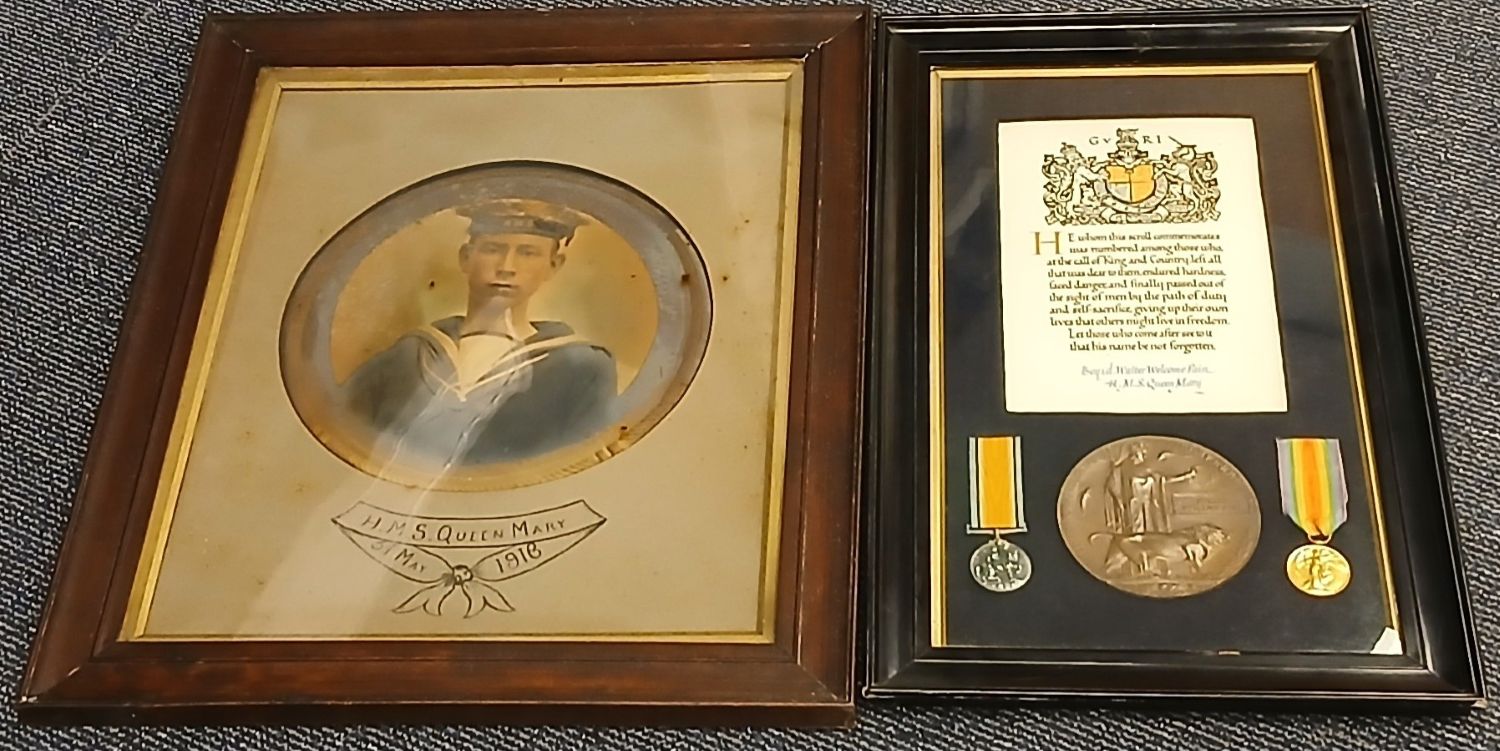 H.M.S. QUEEN MARY
31 MAY 1916
GVRI
HE whom this scroll commemorates
was numbered among those who,
at the call of King and Country, left all
that was dear to them, endured hardness,
faced danger, and finally passed out of
the sight of men by the path of duty
and self-sacrifice, giving up their own
lives that others might live in freedom.
Let those who come after see to it
that his name be not forgotten.
Boy 1d. Walter Welcome Pain
H.M.S. Queen Mary